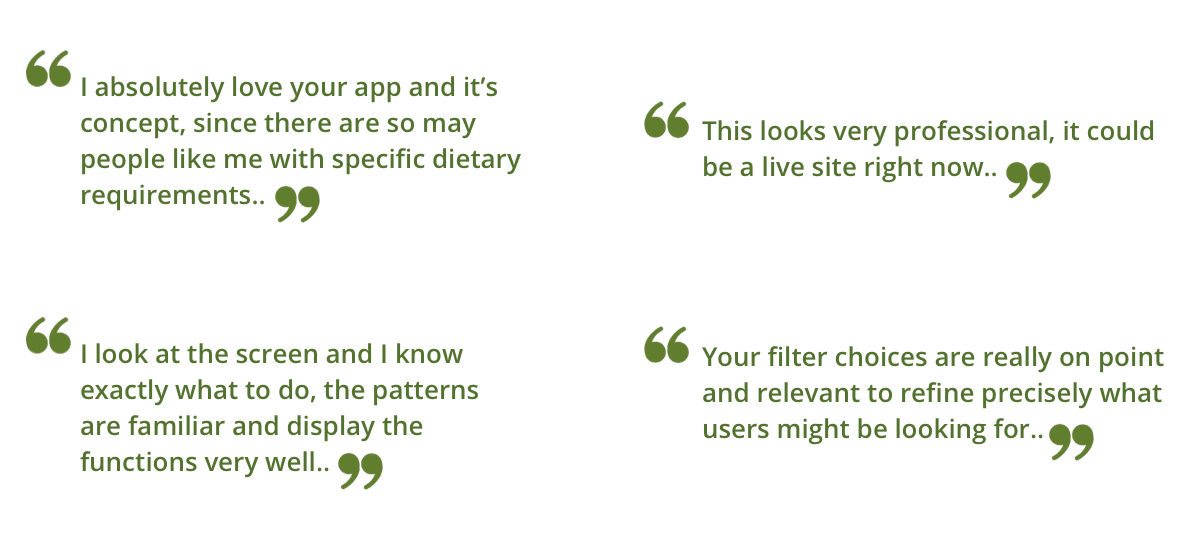 “I absolutely love your app and it’s
concept, since there are so may
people like me with specific dietary
requirements.. ”
“This looks very professional, it could
be a live site right now.. ”
“I look at the screen and I know
exactly what to do, the patterns
are familiar and display the
functions very well.. ”
“Your filter choices are really on point
and relevant to refine precisely what
users might be looking for.. ”